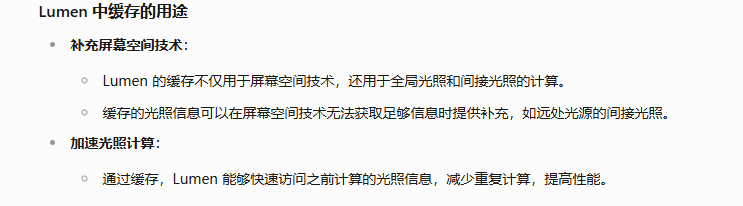 Lumen 中缓存的用途
补充屏幕空间技术：
Lumen 的缓存不仅用于屏幕空间技术，还用于全局光照和间接光照的计算。
缓存的光照信息可以在屏幕空间技术无法获取足够信息时提供补充，如远处光源的间接光照。
加速光照计算：
通过缓存，Lumen 能够快速访问之前计算的光照信息，减少重复计算，提高性能。